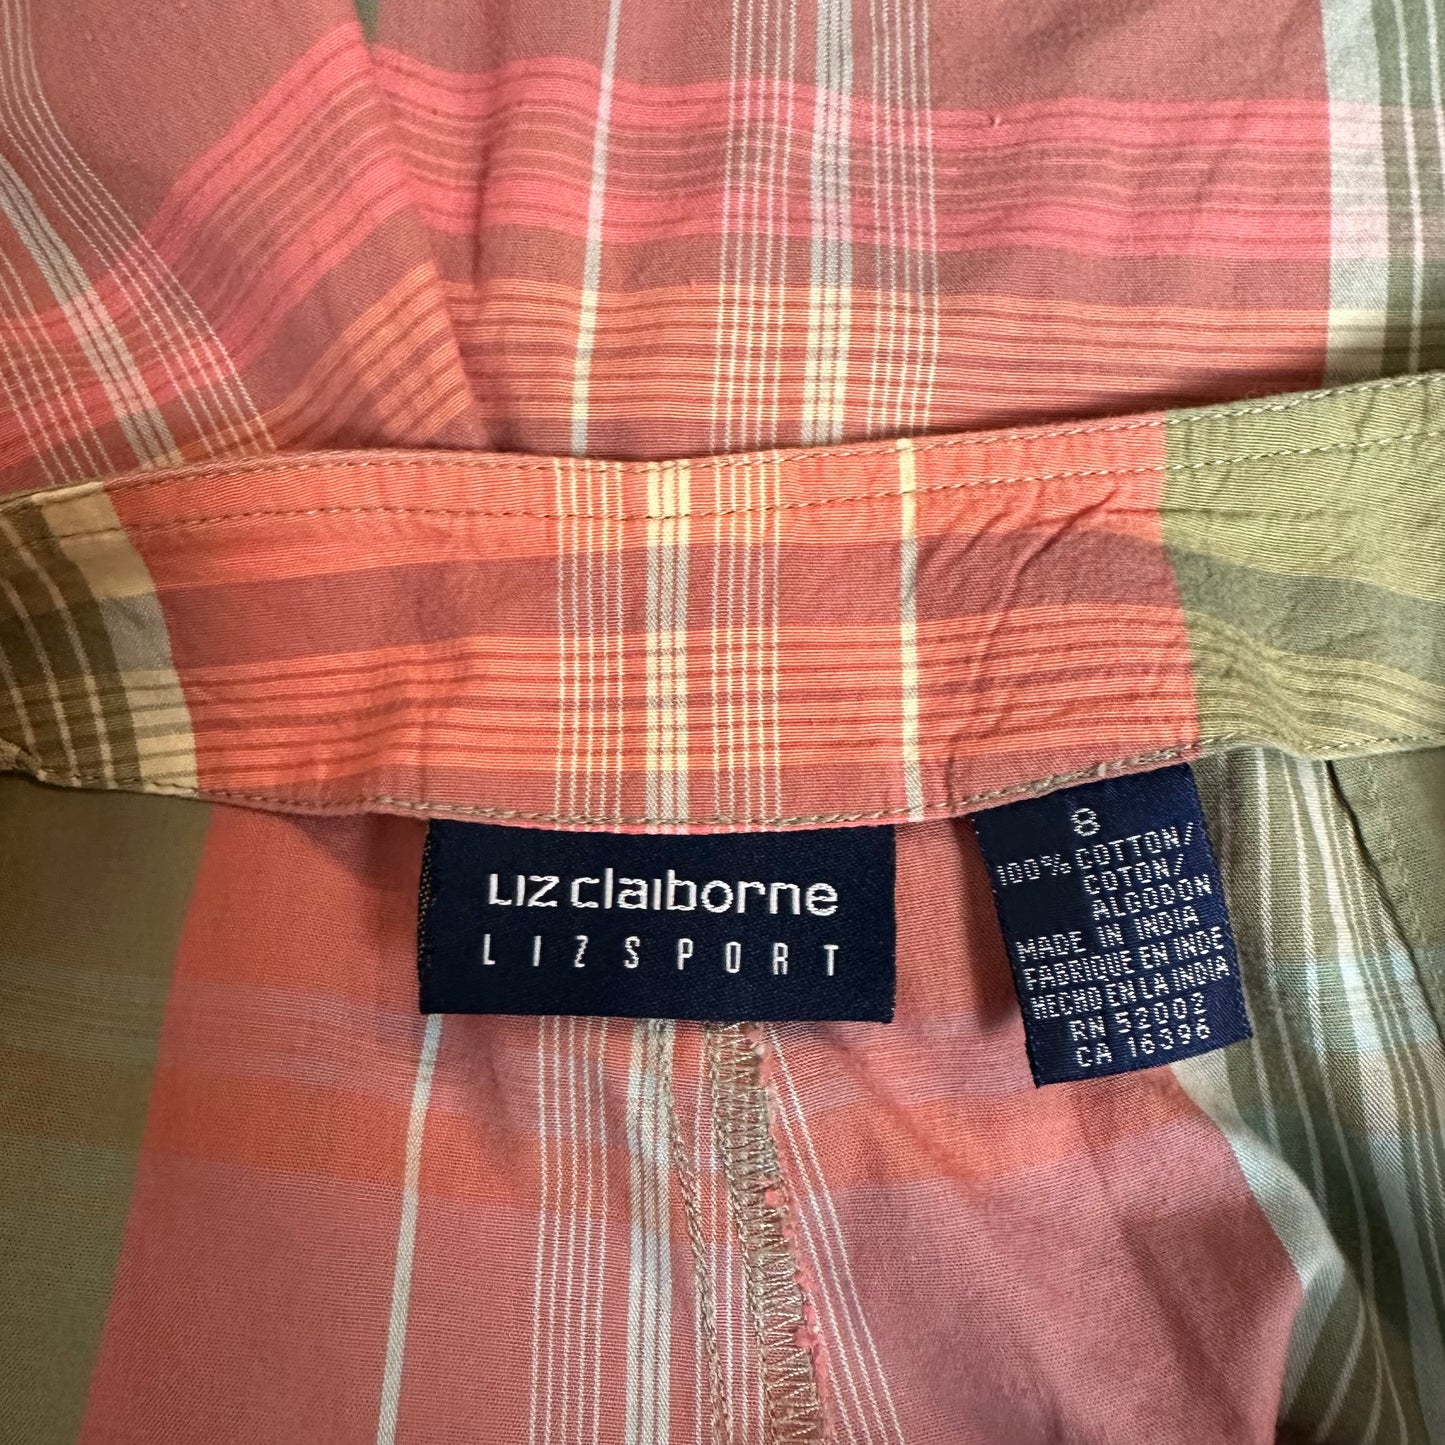 Liz claiborne
LIZSPORT
8
100% COTTON/
COTON/
ALGODON
MADE IN INDIA
FABRIQUE EN INDE
HECHO EN LA INDIA
RN 52002
CA 16396